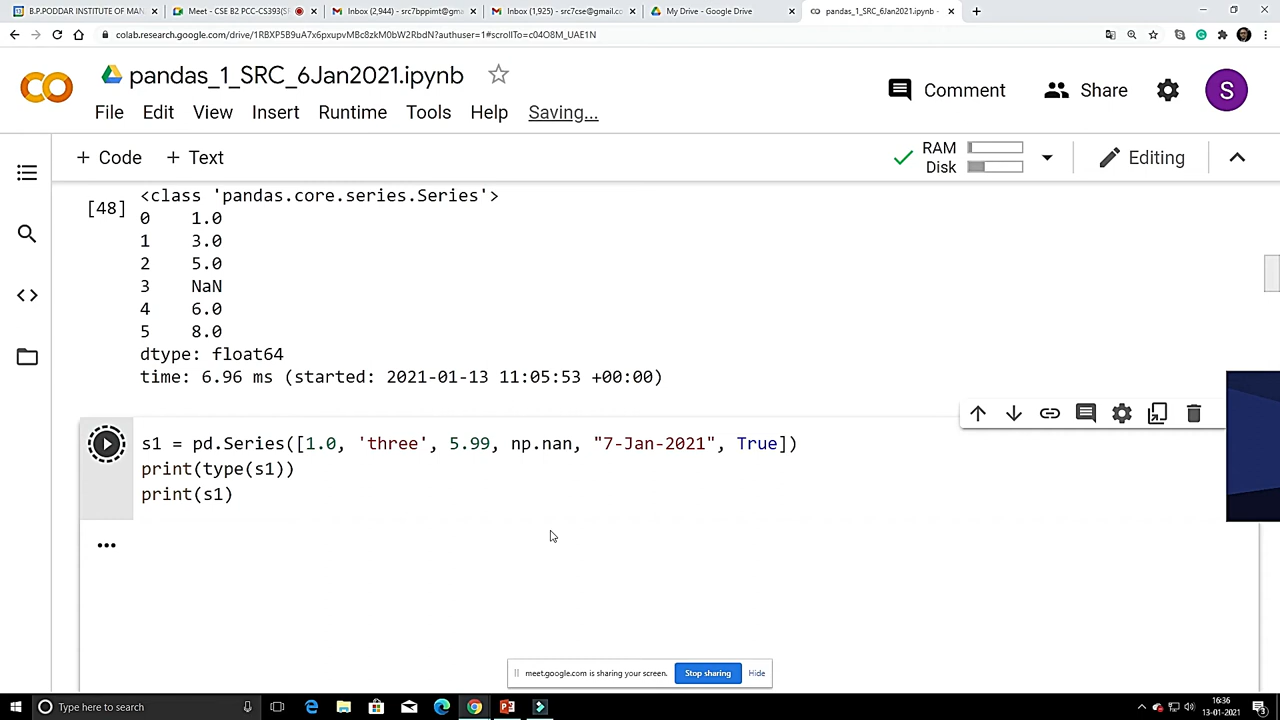 B.P.PODDAR INSTITUTE OF MAN
Meet - CSE B2 PCC-CS393(S
Inbox (2,944) - src7bppimt@gma
Inbox (1,925) - src7cse@gmail.cc
My Drive - Google Drive
pandas_1_SRC_6Jan2021.ipynb -
colab.research.google.com/drive/1RBXP5B9uA7x6pxupvMBc8zkM0bW2RbdN?authuser=1#scrollTo=c04O8M_UAE1N
pandas_1_SRC_6Jan2021.ipynb
Comment
Share
S
File Edit View Insert Runtime Tools Help Saving...
+ Code + Text
RAM
Disk
Editing
<class 'pandas.core.series.Series'>
[48]
0 1.0
1 3.0
2 5.0
3 NaN
4 6.0
5 8.0
dtype: float64
time: 6.96 ms (started: 2021-01-13 11:05:53 +00:00)
s1 = pd.Series([1.0, 'three', 5.99, np.nan, "7-Jan-2021", True])
print(type(s1))
print(s1)
meet.google.com is sharing your screen. Stop sharing Hide
Type here to search
16:36
13-01-2021